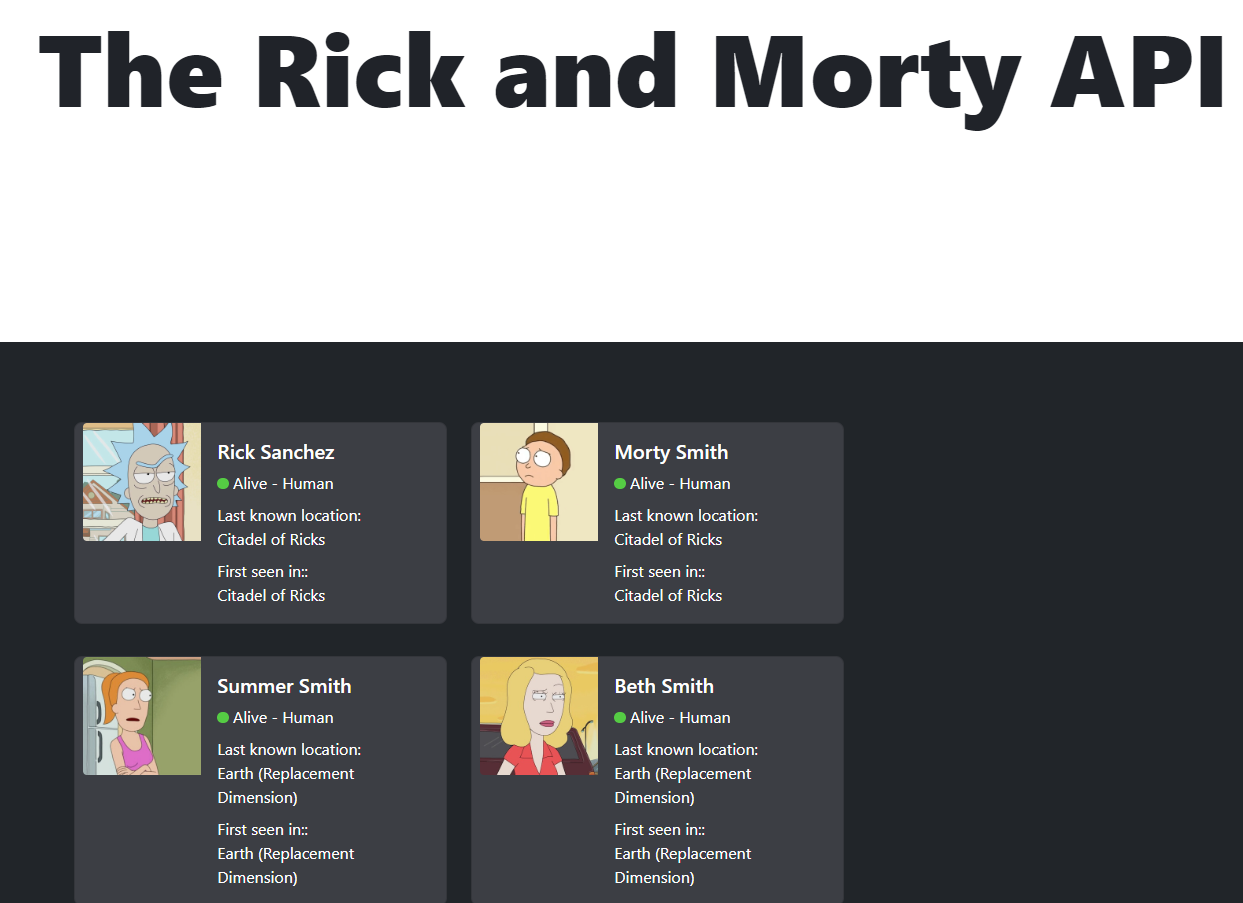 The Rick and Morty API
Rick Sanchez
Alive - Human
Last known location:
Citadel of Ricks
First seen in::
Citadel of Ricks
Morty Smith
Alive - Human
Last known location:
Citadel of Ricks
First seen in::
Citadel of Ricks
Summer Smith
Alive - Human
Last known location:
Earth (Replacement
Dimension)
First seen in::
Earth (Replacement
Dimension)
Beth Smith
Alive - Human
Last known location:
Earth (Replacement
Dimension)
First seen in::
Earth (Replacement
Dimension)